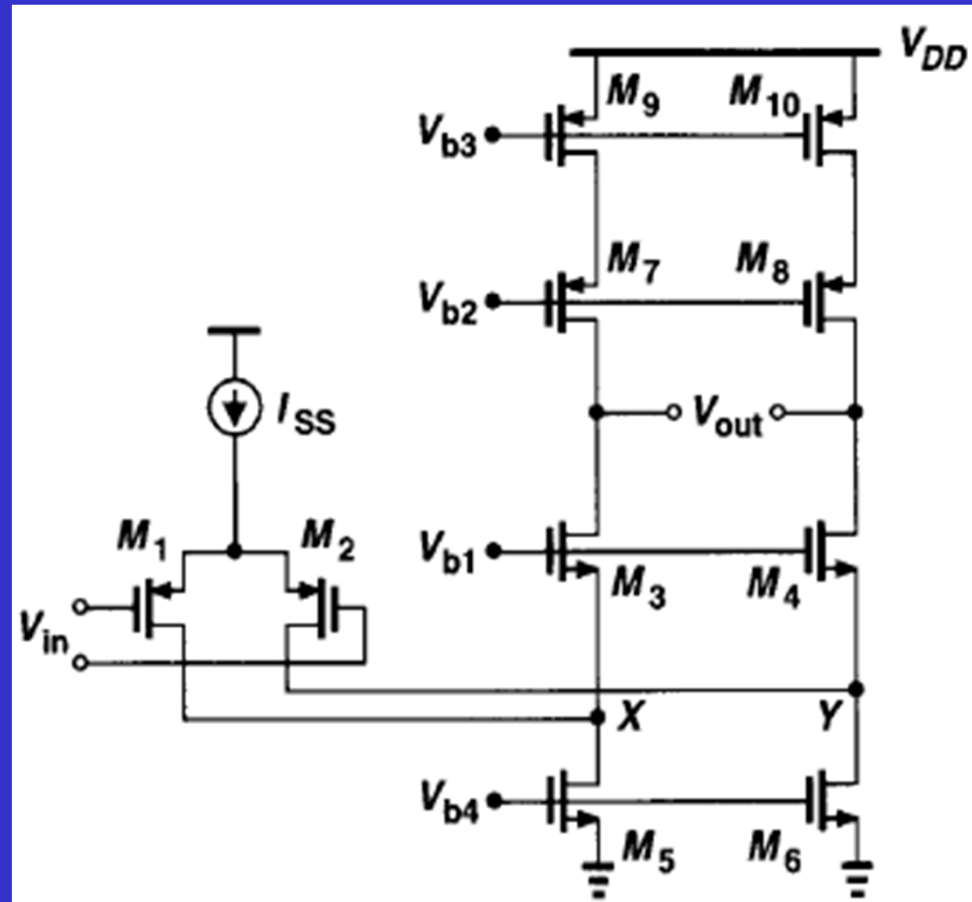 V_DD
M_9
M_10
V_b3
M_7
M_8
V_b2
I_SS
V_out
M_1
M_2
V_b1
M_3
M_4
V_in
X
Y
V_b4
M_5
M_6